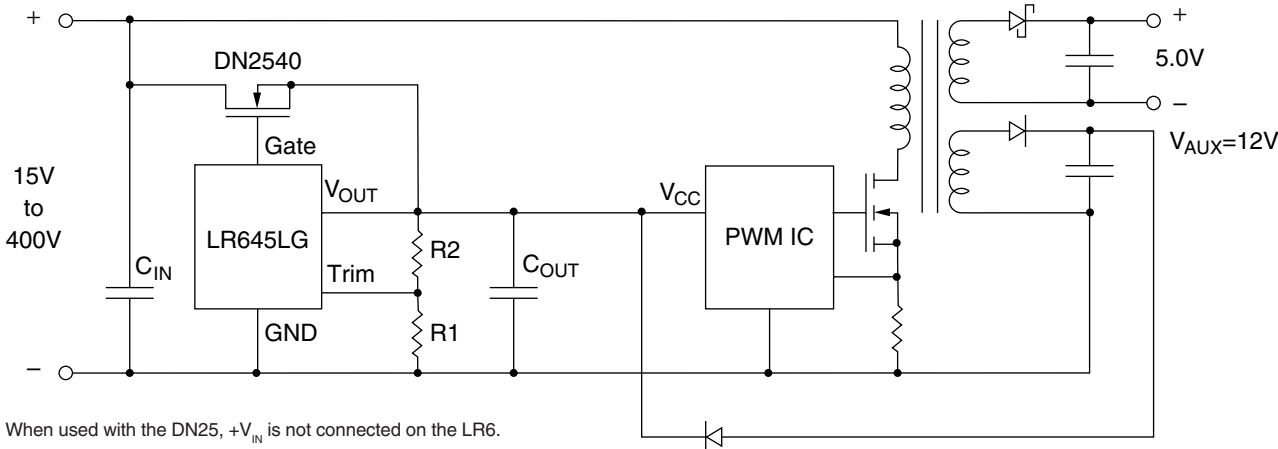 +
DN2540
+
5.0V
−
Gate
15V
to
400V
V_OUT
V_CC
V_AUX=12V
LR645LG
R2
PWM IC
C_IN
Trim
C_OUT
GND
R1
−
When used with the DN25, +V_IN is not connected on the LR6.